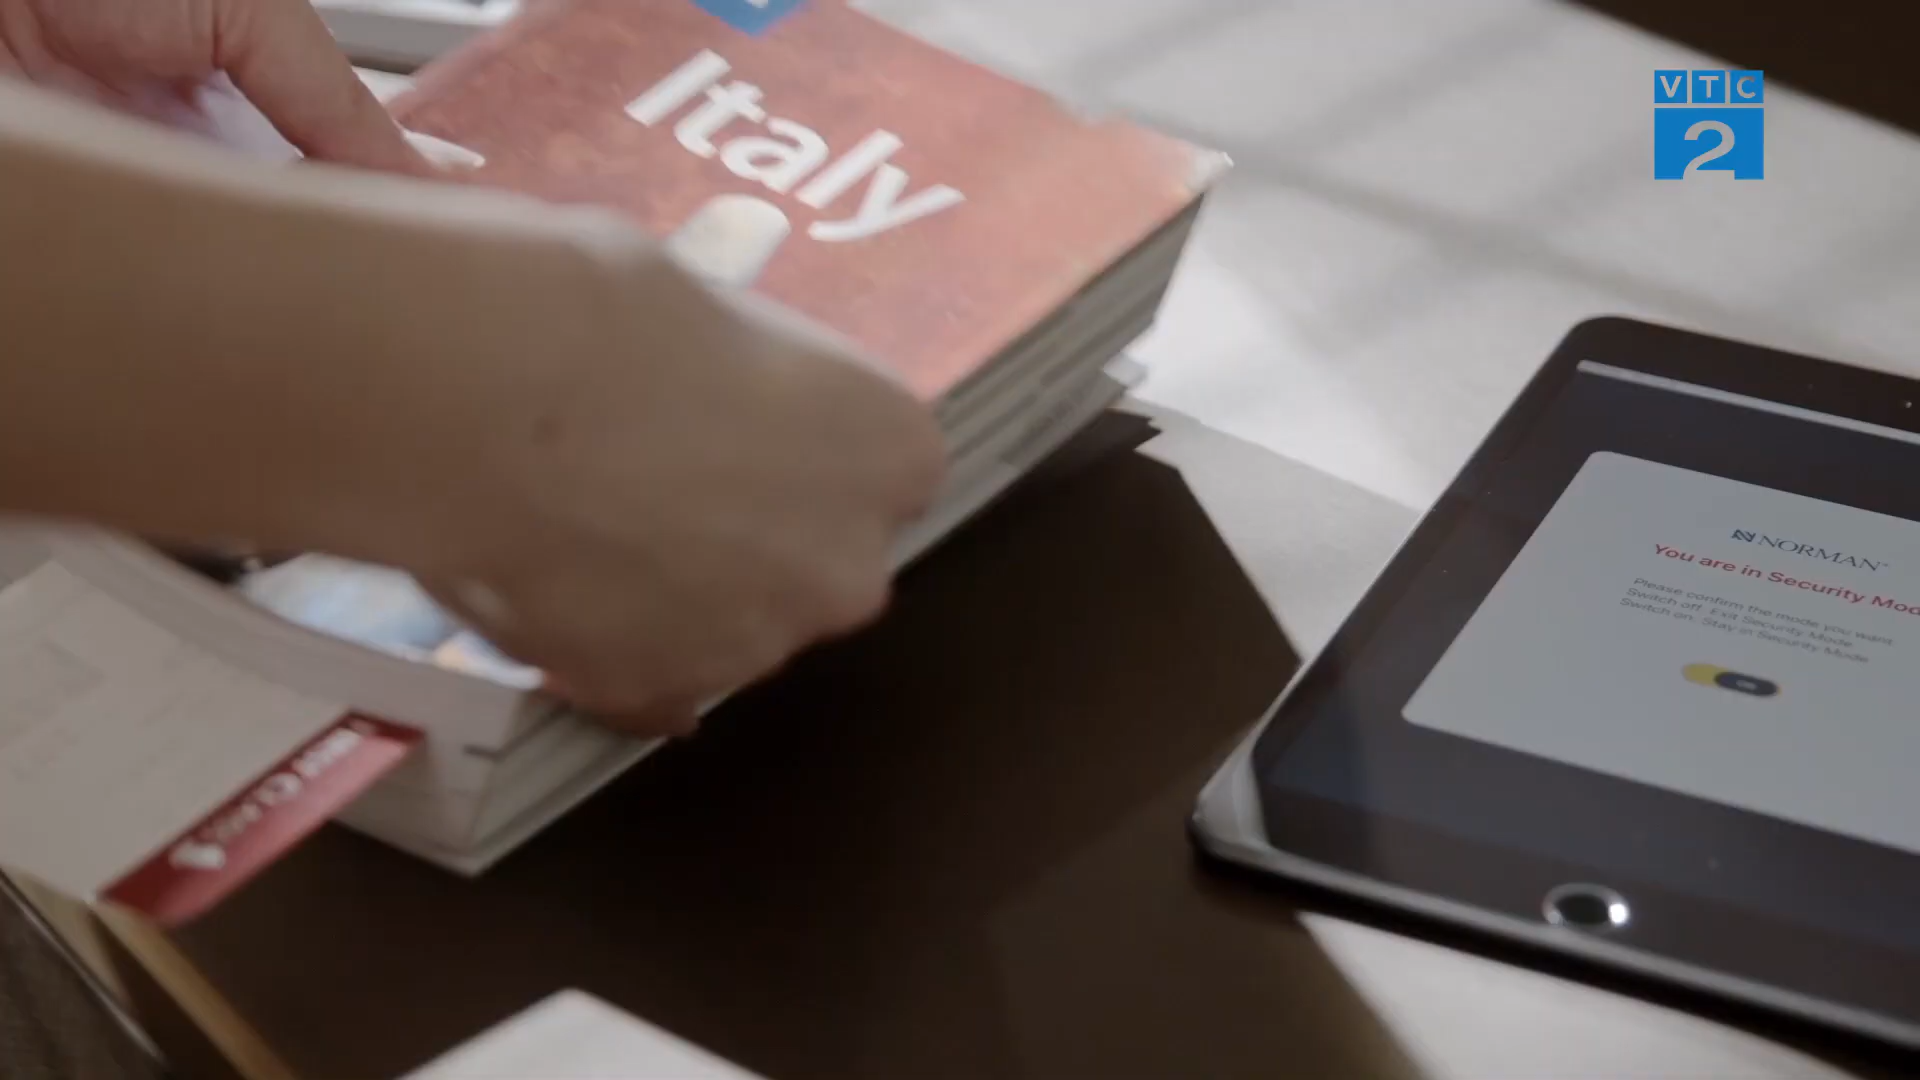 Italy
VTC
2
NORMAN
You are in Security Mod
Please confirm the mode you want
Switch off: Exit Security Mode
Switch on: Stay in Security Mode